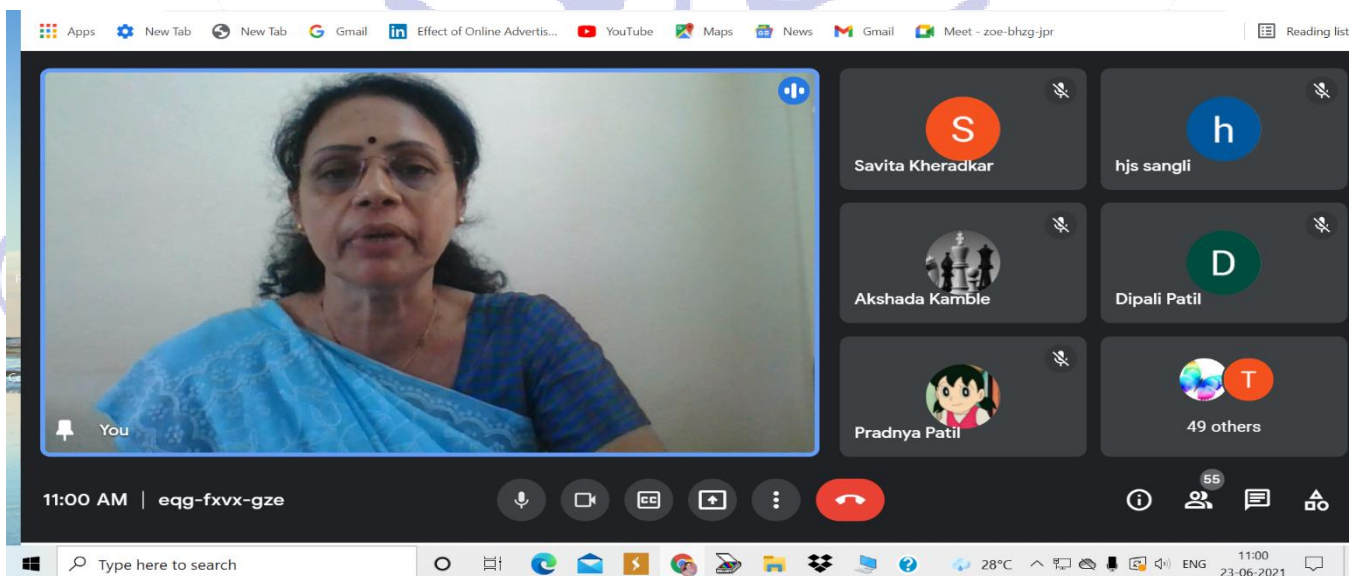 Apps New Tab New Tab Gmail Effect of Online Advertis... YouTube Maps News Gmail Meet - zoe-bhzg-jpr Reading list
S
Savita Kheradkar
h
hjs sangli
Akshada Kamble
D
Dipali Patil
You
Pradnya Patil
T
49 others
11:00 AM | eqg-fxvx-gze
CC
55
Type here to search
28°C ENG 11:00
23-06-2021